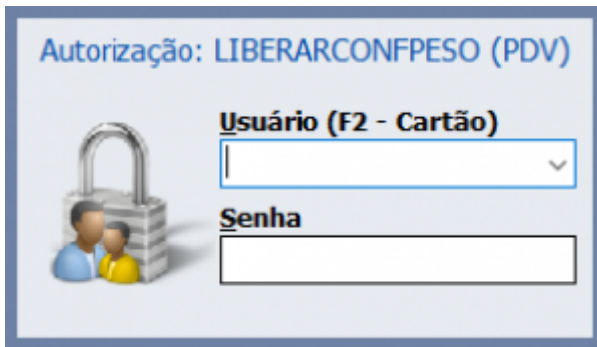 Autorização: LIBERARCONFPESO (PDV)
Usuário (F2 - Cartão)
Senha